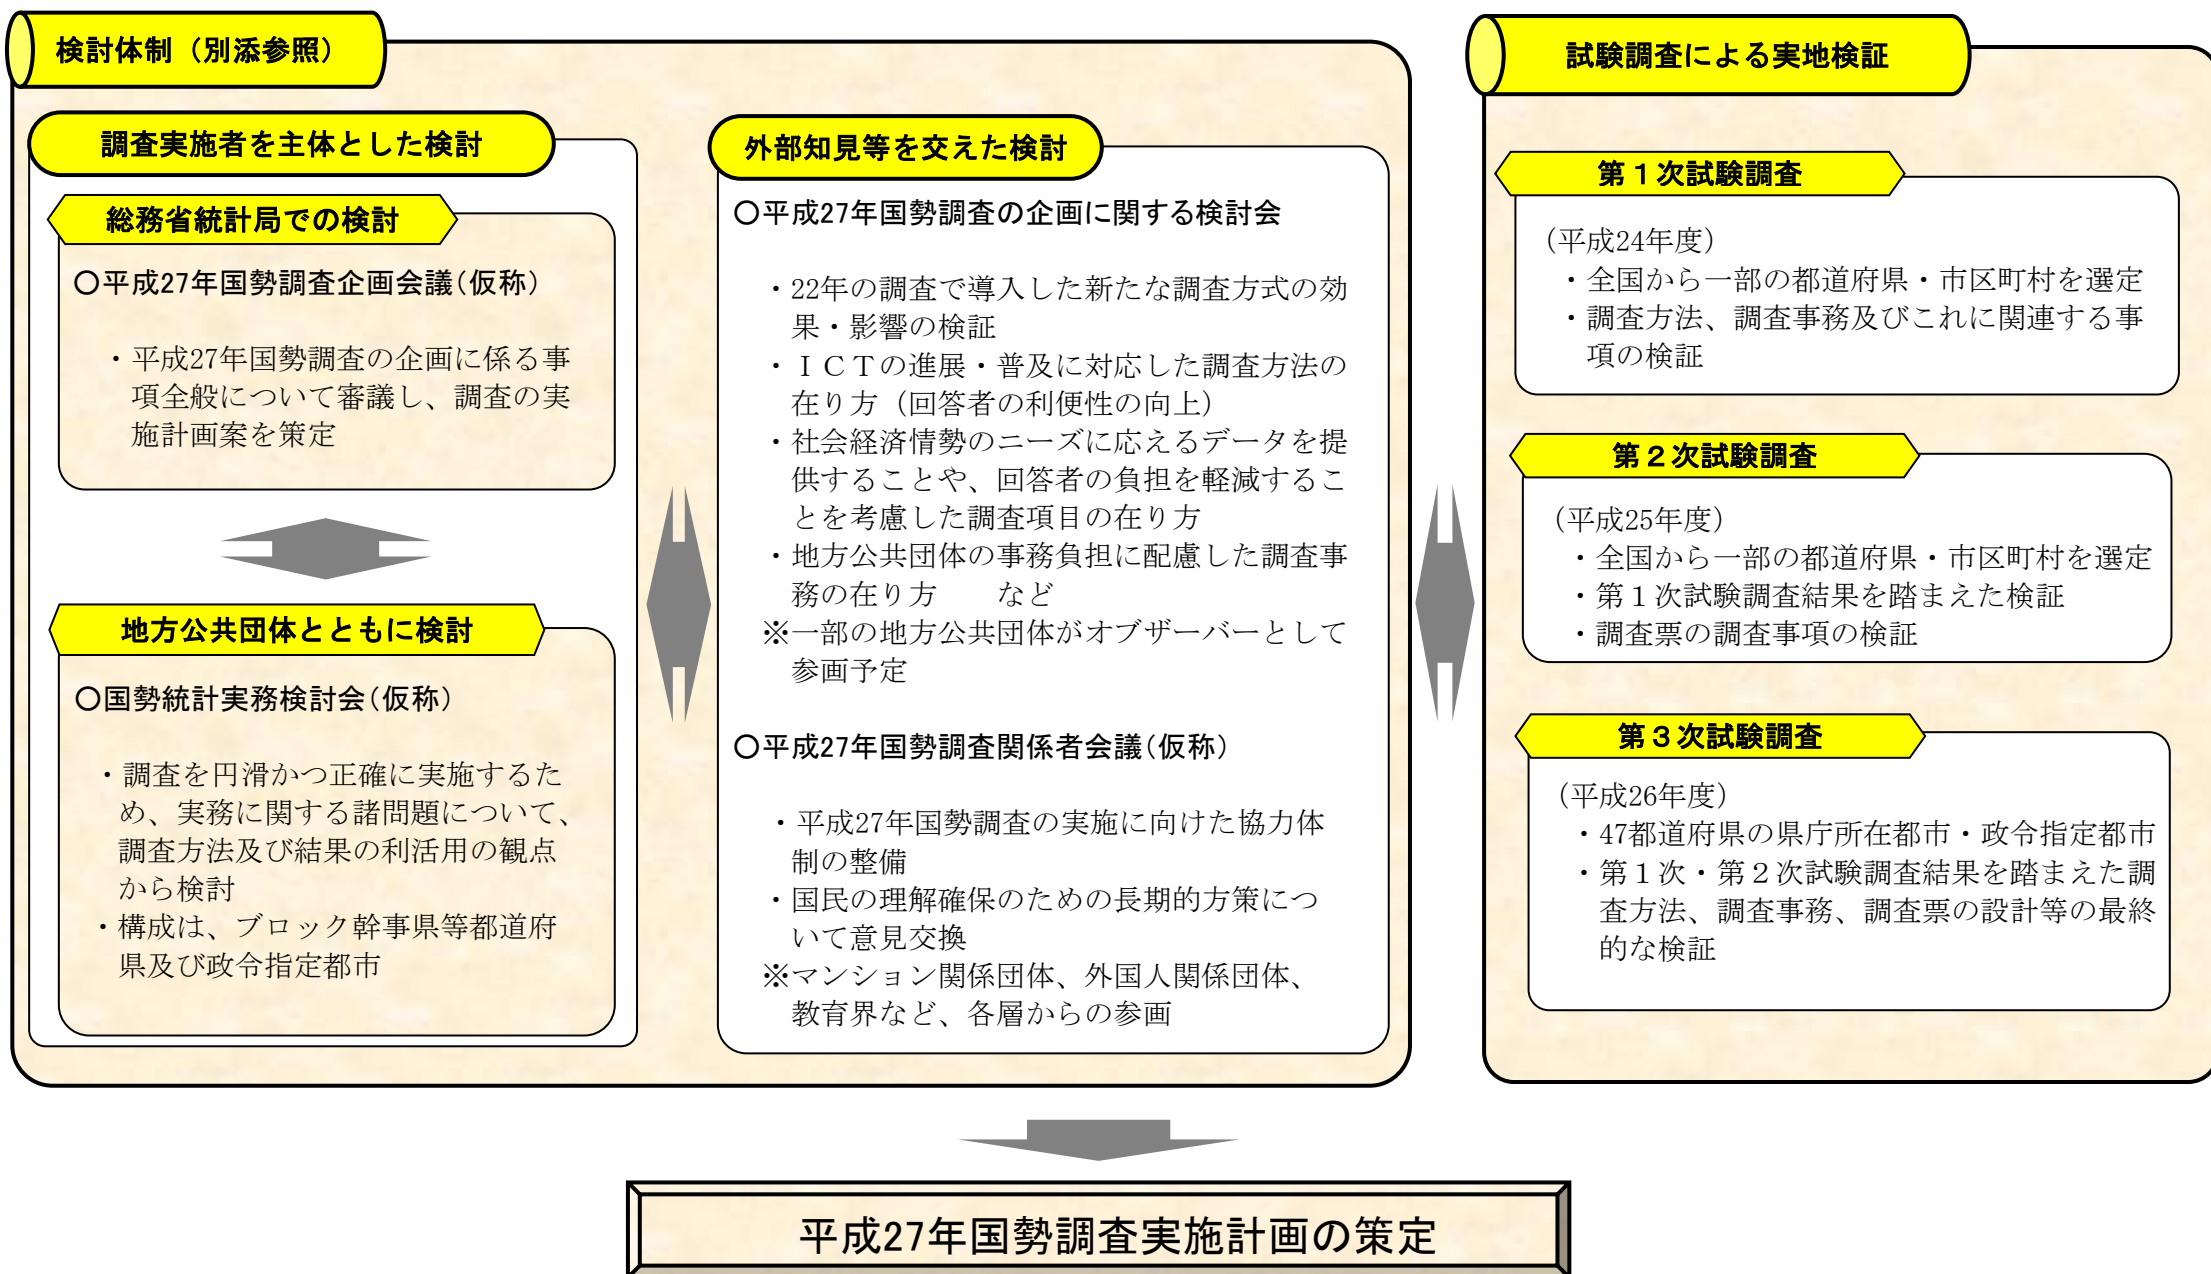 検討体制（別添参照）
調査実施者を主体とした検討
総務省統計局での検討
〇平成27年国勢調査企画会議（仮称）
・平成27年国勢調査の企画に係る事
項全般について審議し、調査の実
施計画案を策定
地方公共団体とともに検討
〇国勢統計実務検討会（仮称）
・調査を円滑かつ正確に実施するた
め、実務に関する諸問題について、
調査方法及び結果の利活用の観点
から検討
・構成は、ブロック幹事県等都道府
県及び政令指定都市
外部知見等を交えた検討
〇平成27年国勢調査の企画に関する検討会
・22年の調査で導入した新たな調査方式の効
果・影響の検証
・ＩＣＴの進展・普及に対応した調査方法の
在り方（回答者の利便性の向上）
・社会経済情勢のニーズに応えるデータを提
供することや、回答者の負担を軽減するこ
とを考慮した調査項目の在り方
・地方公共団体の事務負担に配慮した調査事
務の在り方　　など
※一部の地方公共団体がオブザーバーとして
参画予定
〇平成27年国勢調査関係者会議（仮称）
・平成27年国勢調査の実施に向けた協力体
制の整備
・国民の理解確保のための長期的方策につ
いて意見交換
※マンション関係団体、外国人関係団体、
教育界など、各層からの参画
試験調査による実地検証
第１次試験調査
（平成24年度）
・全国から一部の都道府県・市区町村を選定
・調査方法、調査事務及びこれに関連する事
項の検証
第２次試験調査
（平成25年度）
・全国から一部の都道府県・市区町村を選定
・第１次試験調査結果を踏まえた検証
・調査票の調査事項の検証
第３次試験調査
（平成26年度）
・47都道府県の県庁所在都市・政令指定都市
・第１次・第２次試験調査結果を踏まえた調
査方法、調査事務、調査票の設計等の最終
的な検証
平成27年国勢調査実施計画の策定